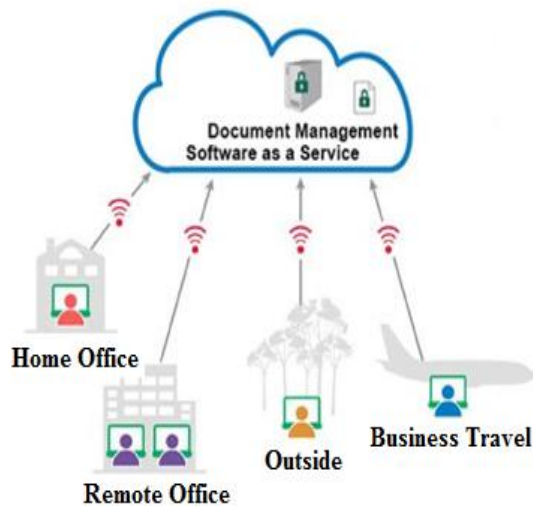 Document Management
Software as a Service
Home Office
Remote Office
Outside
Business Travel